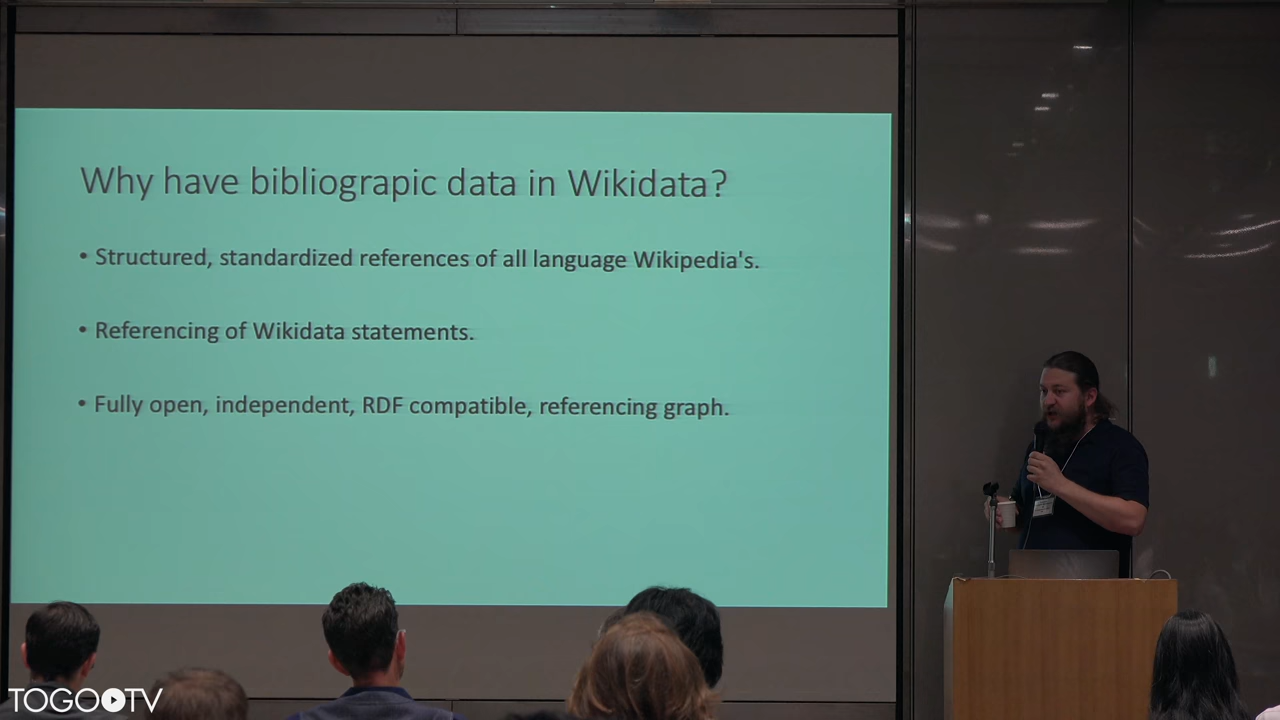 Why have bibliograpic data in Wikidata?
• Structured, standardized references of all language Wikipedia's.
• Referencing of Wikidata statements.
• Fully open, independent, RDF compatible, referencing graph.
TOGOTV